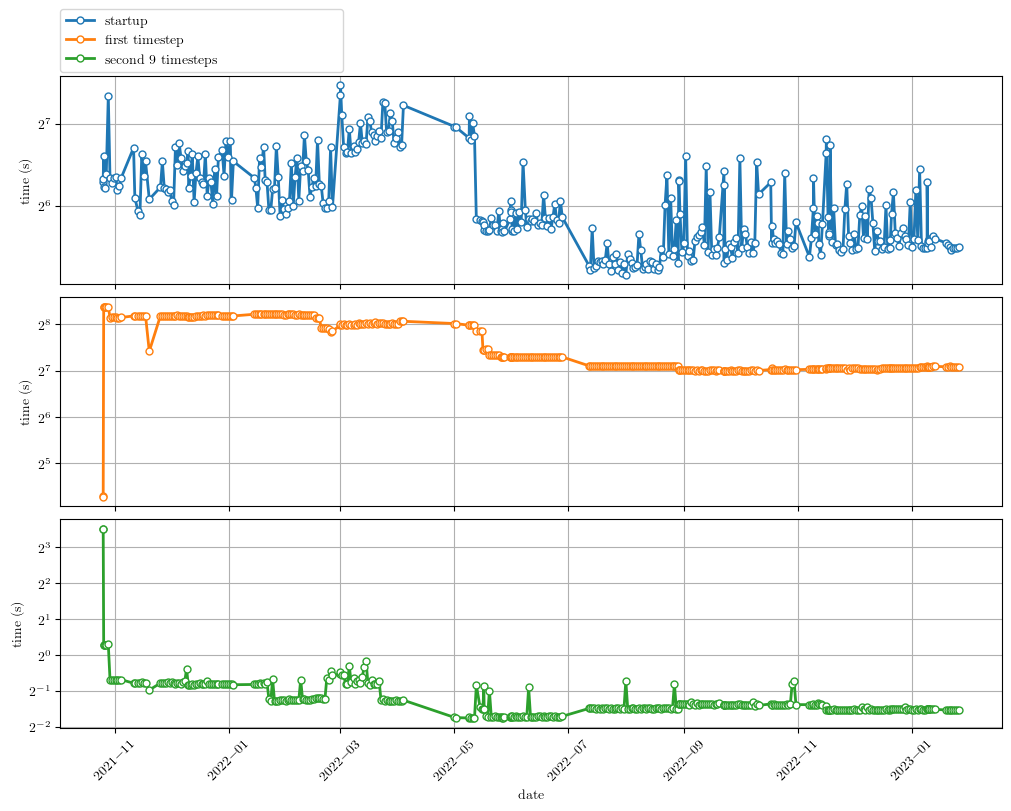 startup
first timestep
second 9 timesteps
2^7
2^6
time (s)
2^8
2^7
2^6
2^5
time (s)
2^3
2^2
2^1
2^0
2^−1
2^−2
time (s)
2021−11
2022−01
2022−03
2022−05
2022−07
2022−09
2022−11
2023−01
date